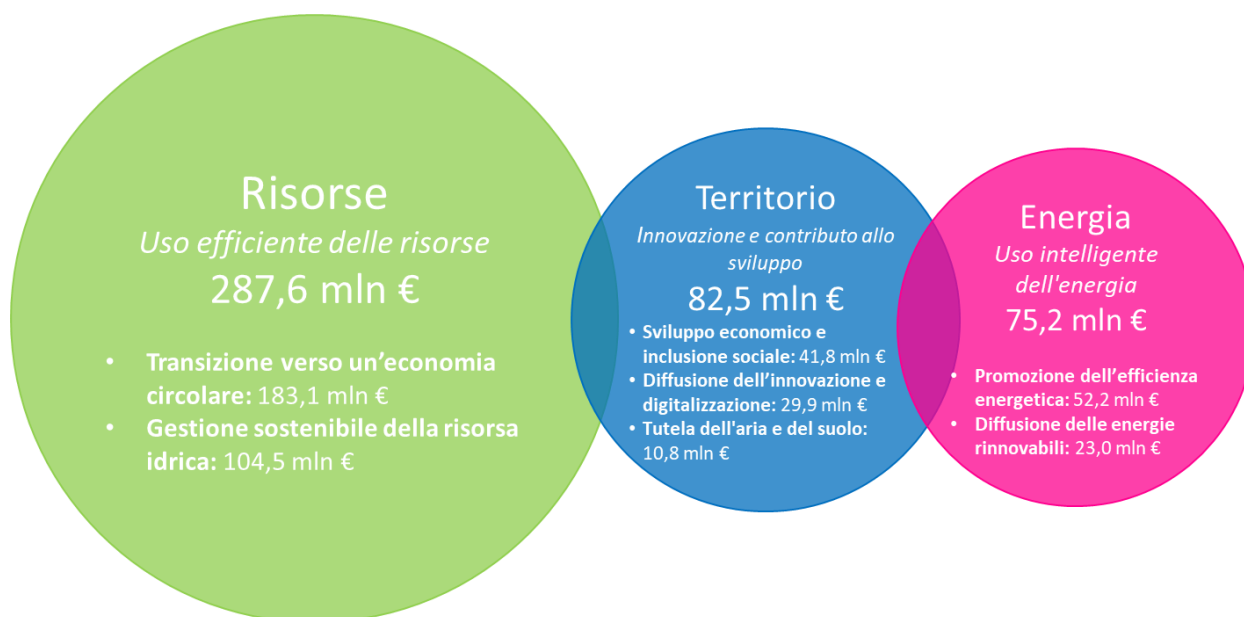 Risorse
Uso efficiente delle risorse
287,6 mln €
• Transizione verso un’economia
circolare: 183,1 mln €
• Gestione sostenibile della risorsa
idrica: 104,5 mln €
Territorio
Innovazione e contributo allo
sviluppo
82,5 mln €
• Sviluppo economico e
inclusione sociale: 41,8 mln €
• Diffusione dell’innovazione e
digitalizzazione: 29,9 mln €
• Tutela dell'aria e del suolo:
10,8 mln €
Energia
Uso intelligente
dell'energia
75,2 mln €
• Promozione dell’efficienza
energetica: 52,2 mln €
• Diffusione delle energie
rinnovabili: 23,0 mln €